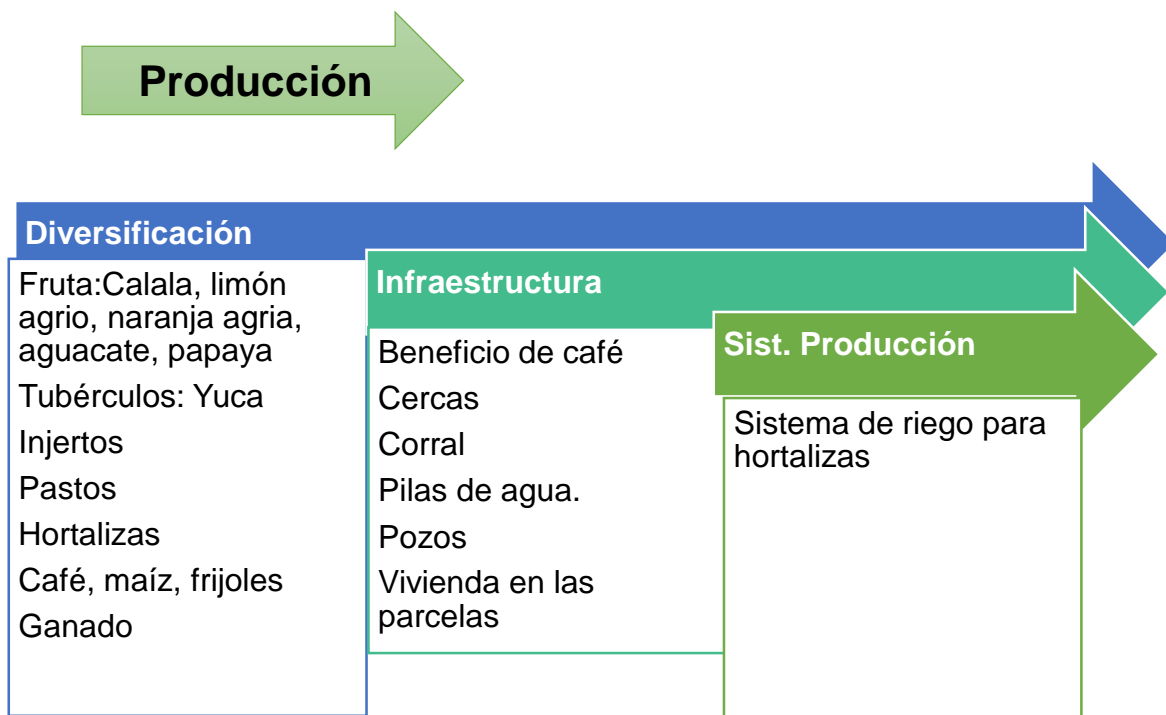 Producción
Diversificación
Fruta:Calala, limón
agrio, naranja agria,
aguacate, papaya
Tubérculos: Yuca
Injertos
Pastos
Hortalizas
Café, maíz, frijoles
Ganado
Infraestructura
Beneficio de café
Cercas
Corral
Pilas de agua.
Pozos
Vivienda en las
parcelas
Sist. Producción
Sistema de riego para
hortalizas